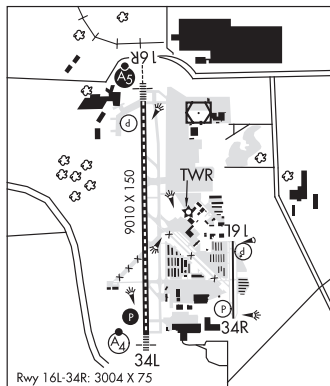 16R
A5
P
TWR
9010 X 150
16L
P
P
P
A4
34L
34R
Rwy 16L-34R: 3004 X 75